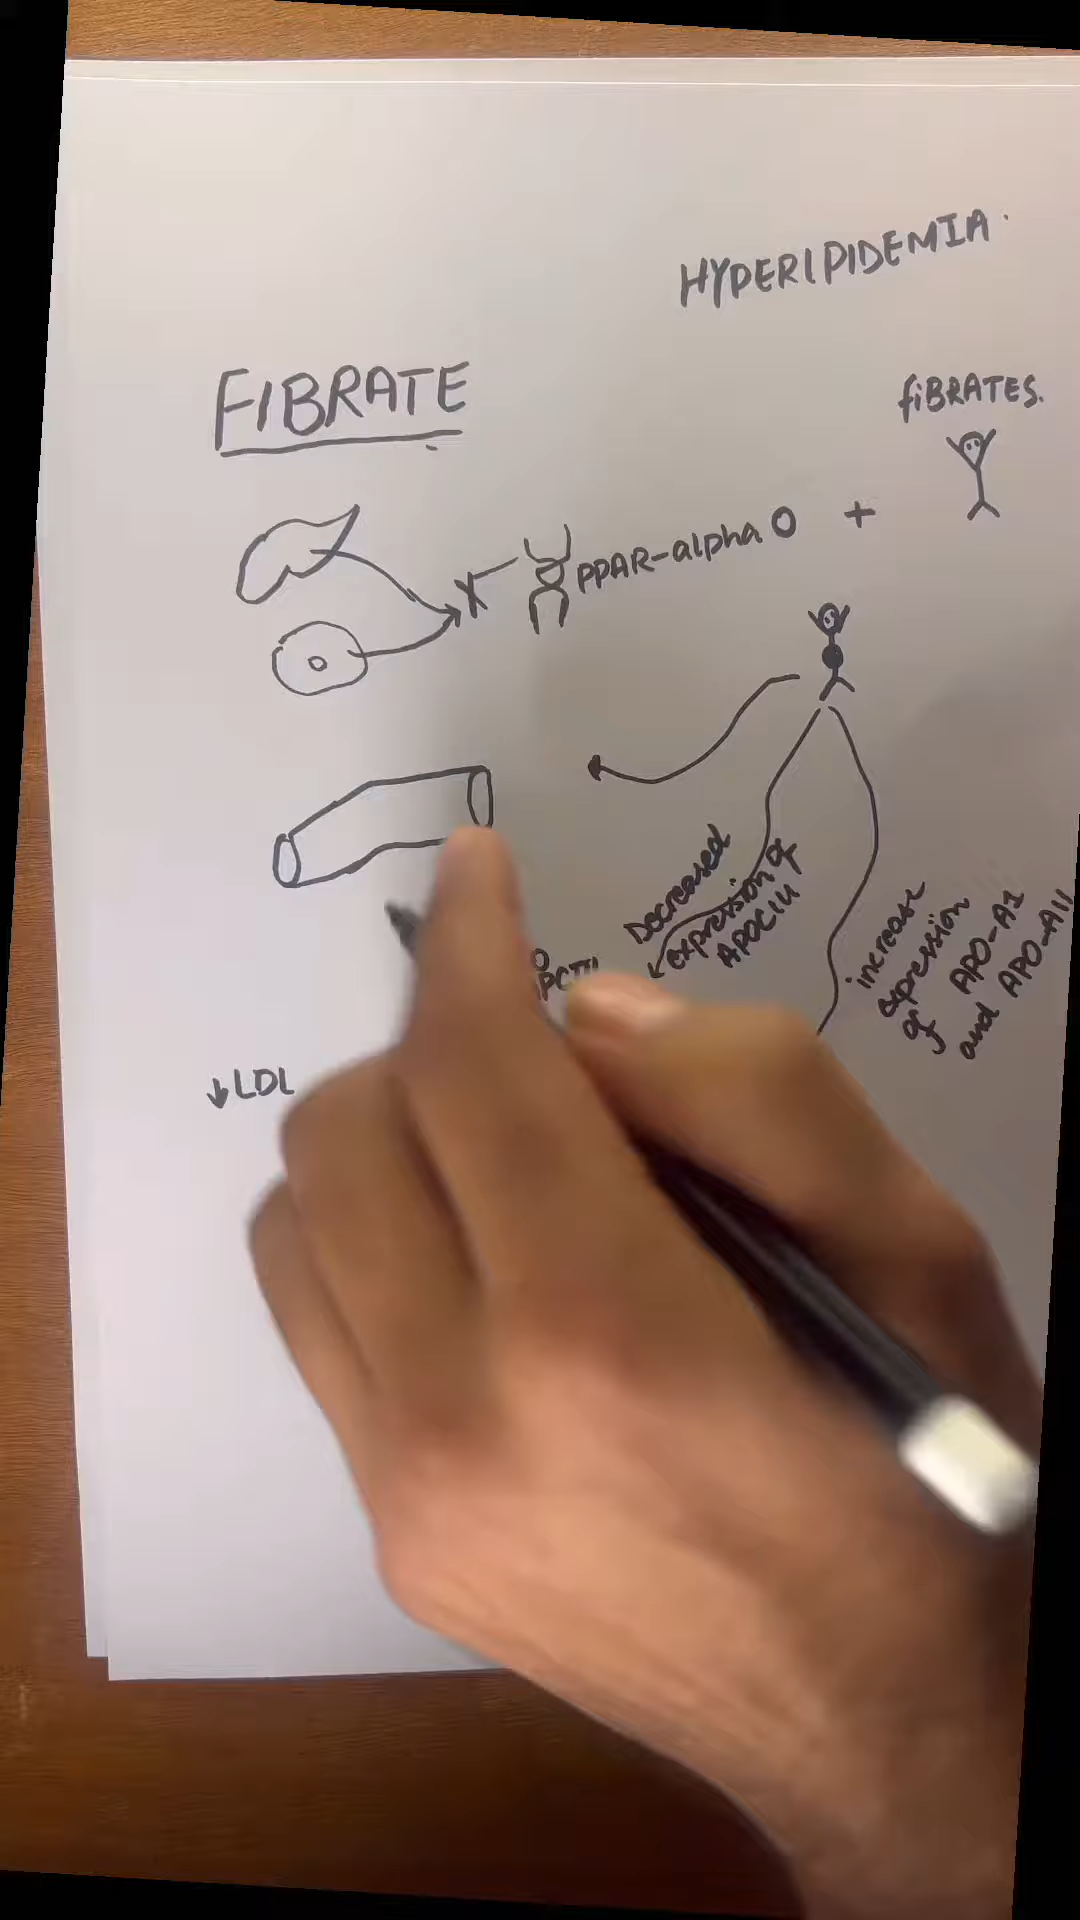 HYPERLIPIDEMIA
FIBRATE
fiBRATES.
PPAR-alpha O +
Decreased
expression of
APOCIII
increase
expression
of APO-A1
and APO-AII
↓LDL